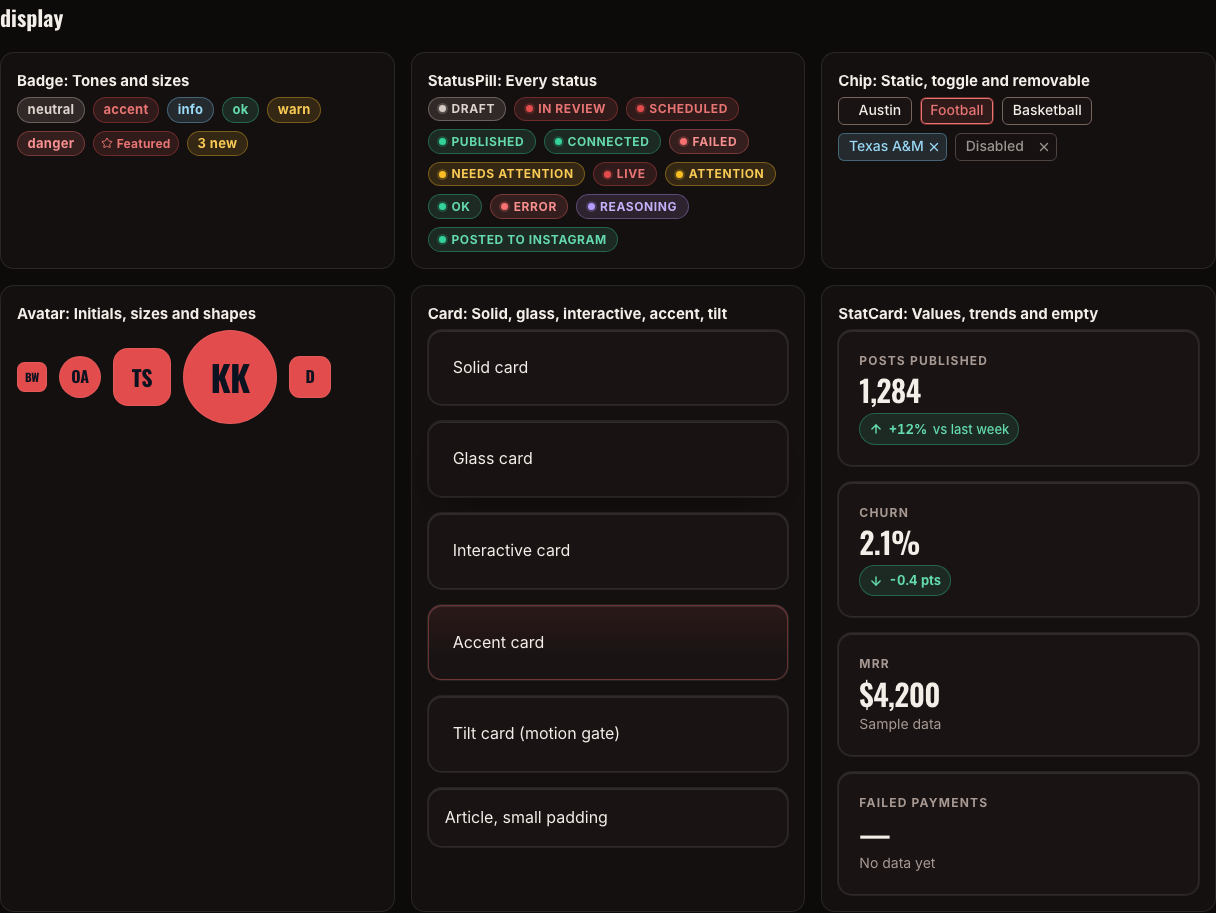 display
Badge: Tones and sizes
neutral accent info ok warn
danger Featured 3 new
StatusPill: Every status
DRAFT IN REVIEW SCHEDULED
PUBLISHED CONNECTED FAILED
NEEDS ATTENTION LIVE ATTENTION
OK ERROR REASONING
POSTED TO INSTAGRAM
Chip: Static, toggle and removable
Austin Football Basketball
Texas A&M × Disabled ×
Avatar: Initials, sizes and shapes
BW OA TS KK D
Card: Solid, glass, interactive, accent, tilt
Solid card
Glass card
Interactive card
Accent card
Tilt card (motion gate)
Article, small padding
StatCard: Values, trends and empty
POSTS PUBLISHED
1,284
↑ +12% vs last week
CHURN
2.1%
↓ -0.4 pts
MRR
$4,200
Sample data
FAILED PAYMENTS
—
No data yet